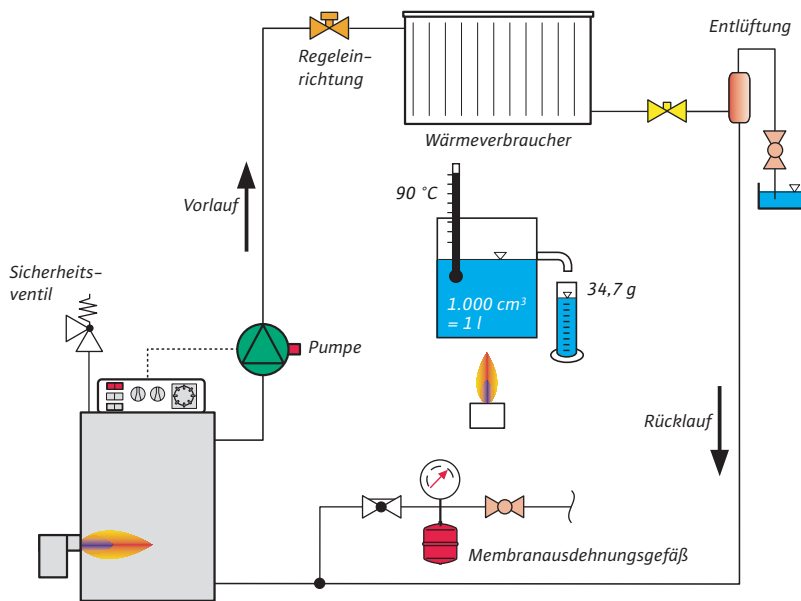 Entlüftung
Regelein-
richtung
Wärmeverbraucher
90 °C
Vorlauf
Sicherheits-
ventil
34,7 g
1.000 cm³
= 1 l
Pumpe
Rücklauf
Membranausdehnungsgefäß